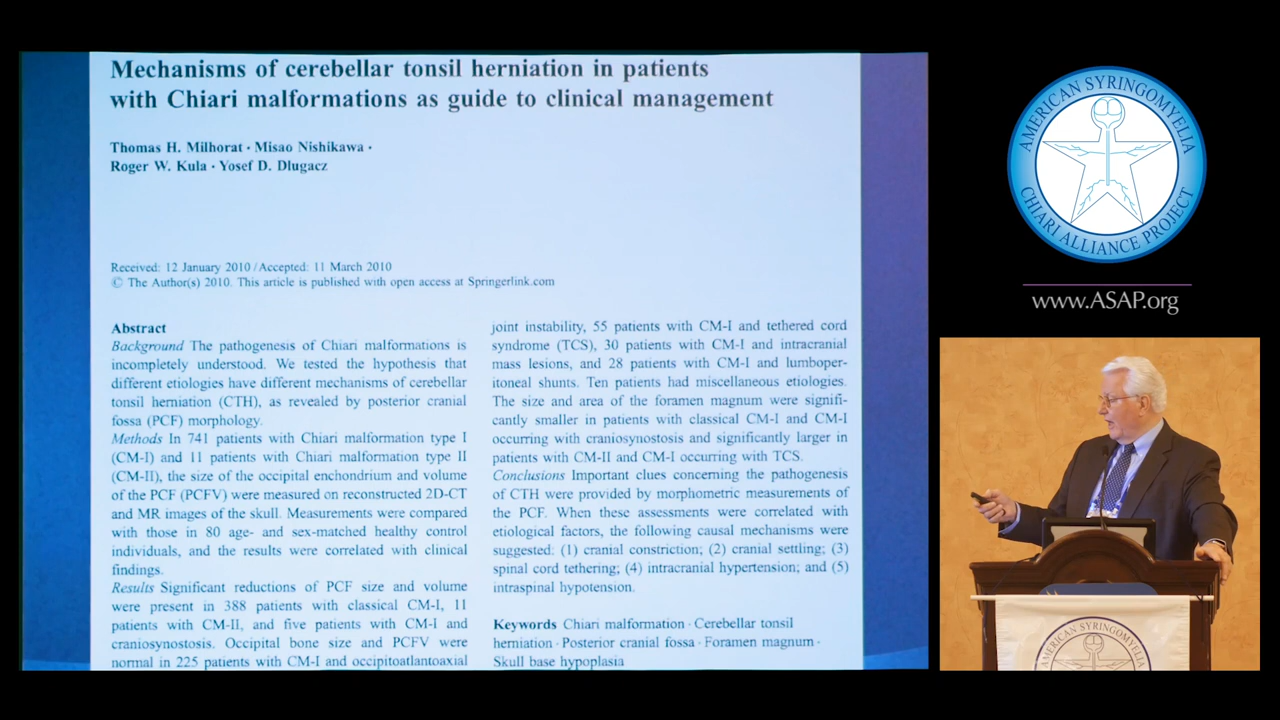 Mechanisms of cerebellar tonsil herniation in patients
with Chiari malformations as guide to clinical management
Thomas H. Milhorat · Misao Nishikawa ·
Roger W. Kula · Yosef D. Dlugacz
Received: 12 January 2010 / Accepted: 11 March 2010
© The Author(s) 2010. This article is published with open access at Springerlink.com
Abstract
Background The pathogenesis of Chiari malformations is
incompletely understood. We tested the hypothesis that
different etiologies have different mechanisms of cerebellar
tonsil herniation (CTH), as revealed by posterior cranial
fossa (PCF) morphology.
Methods In 741 patients with Chiari malformation type I
(CM-I) and 11 patients with Chiari malformation type II
(CM-II), the size of the occipital enchondrium and volume
of the PCF (PCFV) were measured on reconstructed 2D-CT
and MR images of the skull. Measurements were compared
with those in 80 age- and sex-matched healthy control
individuals, and the results were correlated with clinical
findings.
Results Significant reductions of PCF size and volume
were present in 388 patients with classical CM-I, 11
patients with CM-II, and five patients with CM-I and
craniosynostosis. Occipital bone size and PCFV were
normal in 225 patients with CM-I and occipitoatlantoaxial
joint instability, 55 patients with CM-I and tethered cord
syndrome (TCS), 30 patients with CM-I and intracranial
mass lesions, and 28 patients with CM-I and lumboper-
itoneal shunts. Ten patients had miscellaneous etiologies.
The size and area of the foramen magnum were signifi-
cantly smaller in patients with classical CM-I and CM-I
occurring with craniosynostosis and significantly larger in
patients with CM-II and CM-I occurring with TCS.
Conclusions Important clues concerning the pathogenesis
of CTH were provided by morphometric measurements of
the PCF. When these assessments were correlated with
etiological factors, the following causal mechanisms were
suggested: (1) cranial constriction; (2) cranial settling; (3)
spinal cord tethering; (4) intracranial hypertension; and (5)
intraspinal hypotension.
Keywords Chiari malformation · Cerebellar tonsil
herniation · Posterior cranial fossa · Foramen magnum ·
Skull base hypoplasia
AMERICAN SYRINGOMYELIA
CHIARI ALLIANCE PROJECT
www.ASAP.org
AMERICAN SYRINGOMYELIA